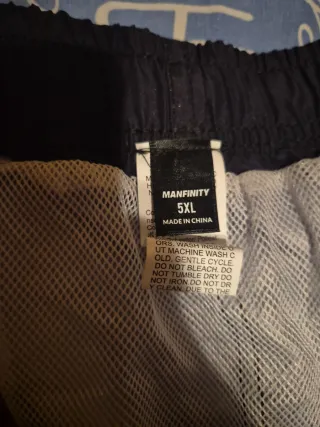 MANFINITY
5XL
MADE IN CHINA
ORS. WASH INSIDE O
UT MACHINE WASH C
OLD, GENTLE CYCLE.
DO NOT BLEACH. DO
NOT TUMBLE DRY DO
NOT IRON DO NOT DR
Y CLEAN. DUE TO THE